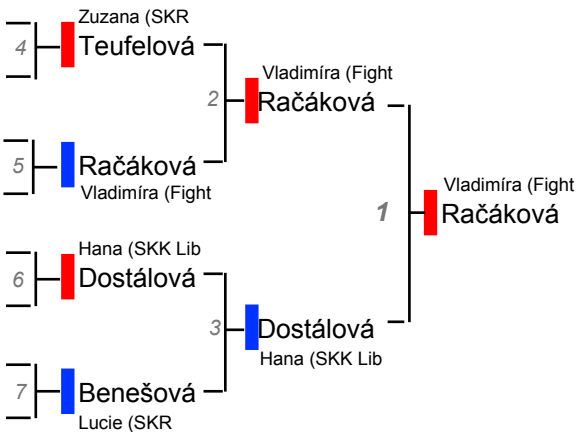 Zuzana (SKR
4
Teufelová
Vladimíra (Fight
2
Račáková
5
Račáková
Vladimíra (Fight
Vladimíra (Fight
1
Račáková
Hana (SKK Lib
6
Dostálová
3
Dostálová
Hana (SKK Lib
7
Benešová
Lucie (SKR